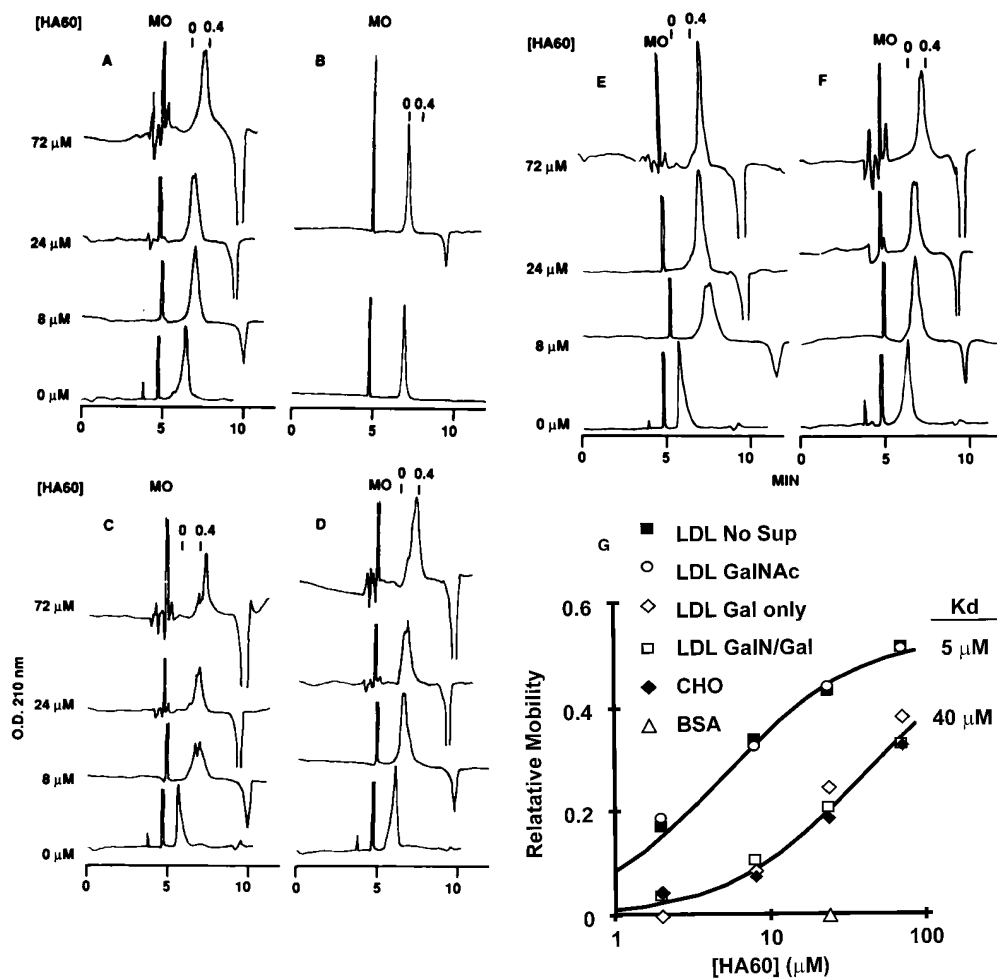 [HA60]
MO
0 0.4
A
72 µM
24 µM
8 µM
0 µM
0 5 10
B
0 0.4
0 5 10
[HA60]
MO
0 0.4
E
72 µM
24 µM
8 µM
0 µM
0 5 10
MO
0 0.4
F
0 5 10
MIN
[HA60]
MO
0 0.4
C
72 µM
24 µM
8 µM
0 µM
0 5 10
O.D. 210 nm
MO
0 0.4
D
0 5 10
G
LDL No Sup
LDL GalNAc
LDL Gal only
LDL GalN/Gal
CHO
BSA
Kd
5 µM
40 µM
Relatative Mobility
0.6
0.4
0.2
0
1 10 100
[HA60] (µM)